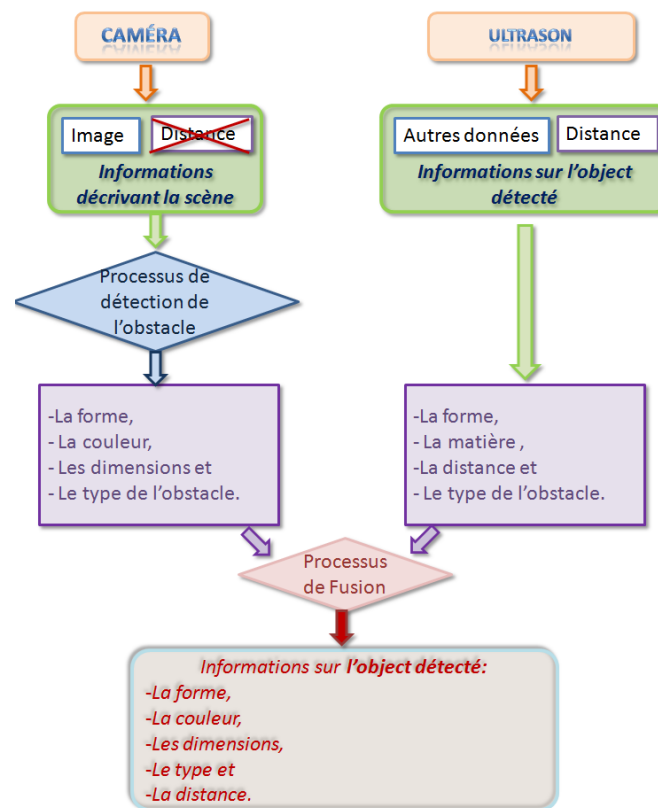 CAMÉRA
Image
Distance
Informations
décrivant la scène
Processus de
détection de
l'obstacle
-La forme,
- La couleur,
- Les dimensions et
- Le type de l'obstacle.
ULTRASON
Autres données
Distance
Informations sur l'object
détecté
-La forme,
- La matière ,
-La distance et
- Le type de l'obstacle.
Processus
de Fusion
Informations sur l'object détecté:
-La forme,
-La couleur,
-Les dimensions,
-Le type et
-La distance.